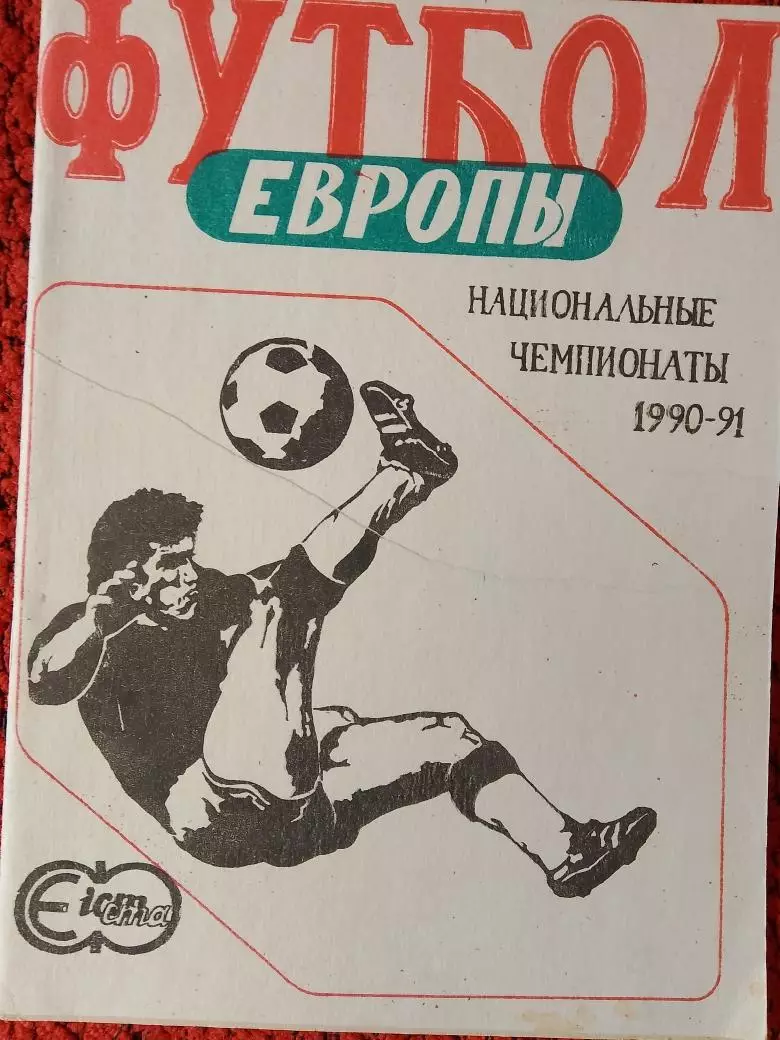 ФУТБОЛ
ЕВРОПЫ
НАЦИОНАЛЬНЫЕ
ЧЕМПИОНАТЫ
1990-91